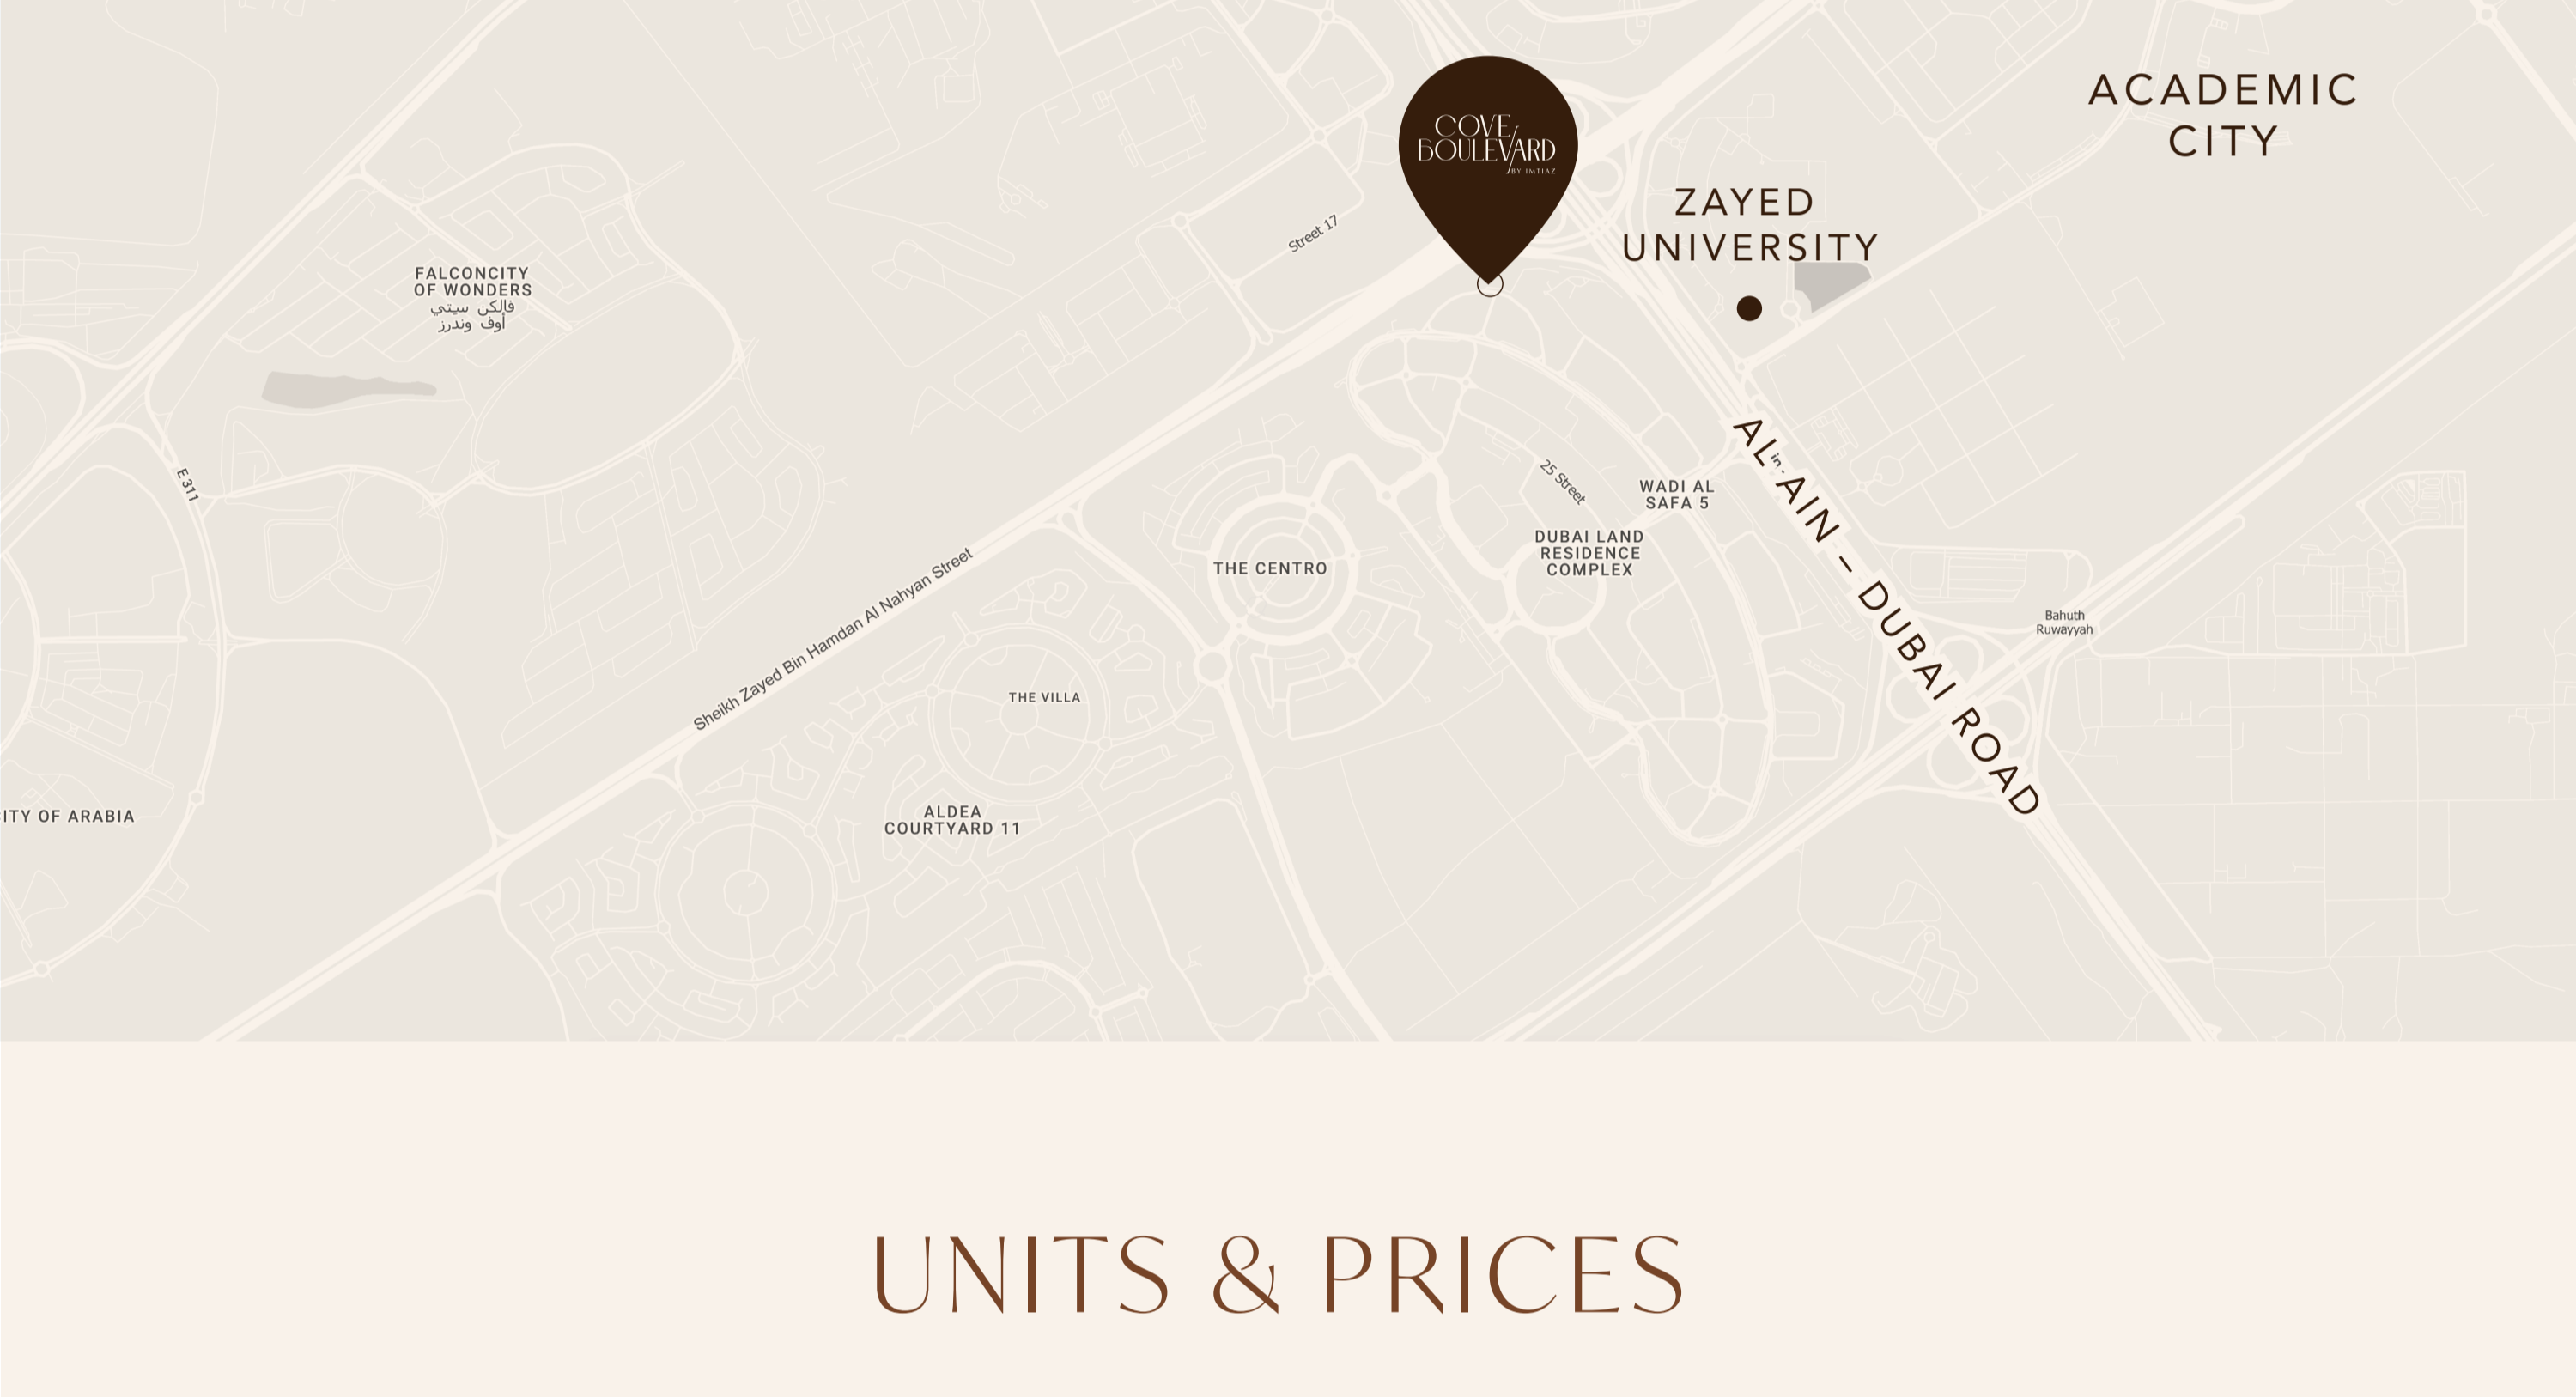 ACADEMIC
CITY
COVE
BOULEVARD
BY IMTIAZ
ZAYED
UNIVERSITY
Street 17
FALCONCITY
OF WONDERS
فالكن سيتي
أوف وندرز
E 311
AL AIN – DUBAI ROAD
in -
25 Street
WADI AL
SAFA 5
DUBAI LAND
RESIDENCE
COMPLEX
THE CENTRO
Sheikh Zayed Bin Hamdan Al Nahyan Street
Bahuth
Ruwayyah
THE VILLA
ITY OF ARABIA
ALDEA
COURTYARD 11
UNITS & PRICES